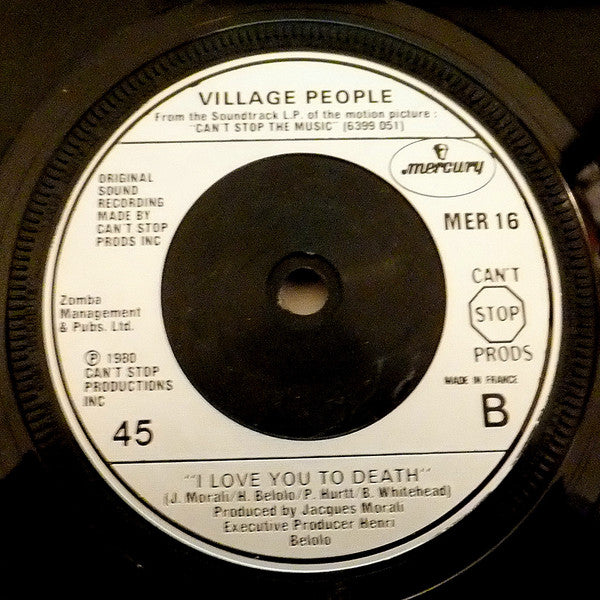 VILLAGE PEOPLE
From the Soundtrack L.P. of the motion picture :
"CAN'T STOP THE MUSIC" (6399 051)
mercury
ORIGINAL
SOUND
RECORDING
MADE BY
CAN'T STOP
PRODS INC
MER 16
CAN'T
STOP
PRODS
Zomba
Management
& Pubs. Ltd.
℗ 1980
CAN'T STOP
PRODUCTIONS
INC
MADE IN FRANCE
45
B
""I LOVE YOU TO DEATH""
(J. Morali/H. Belolo/P. Hurtt/B. Whitehead)
Produced by Jacques Morali
Executive Producer Henri
Belolo